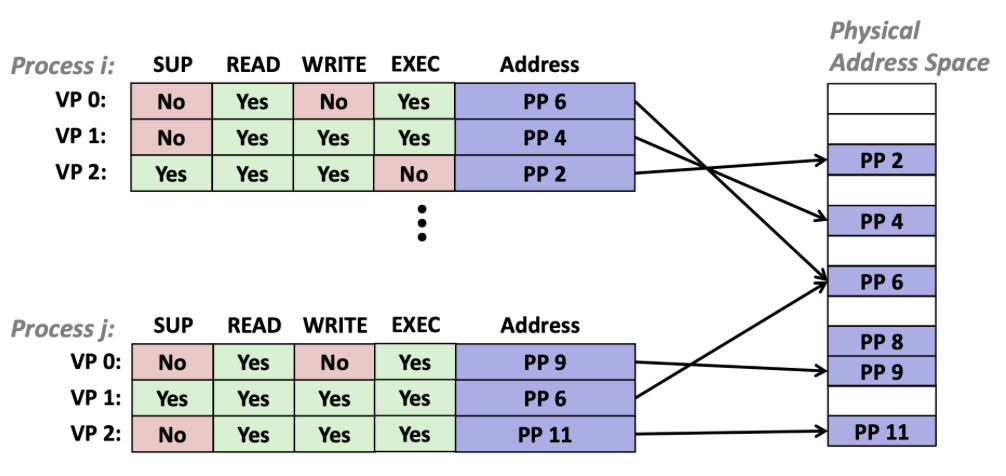 Physical
Address Space
Process i: SUP READ WRITE EXEC Address
VP 0: No Yes No Yes PP 6
VP 1: No Yes Yes Yes PP 4
VP 2: Yes Yes Yes No PP 2
PP 2
PP 4
PP 6
PP 8
PP 9
PP 11
Process j: SUP READ WRITE EXEC Address
VP 0: No Yes No Yes PP 9
VP 1: Yes Yes Yes Yes PP 6
VP 2: No Yes Yes Yes PP 11